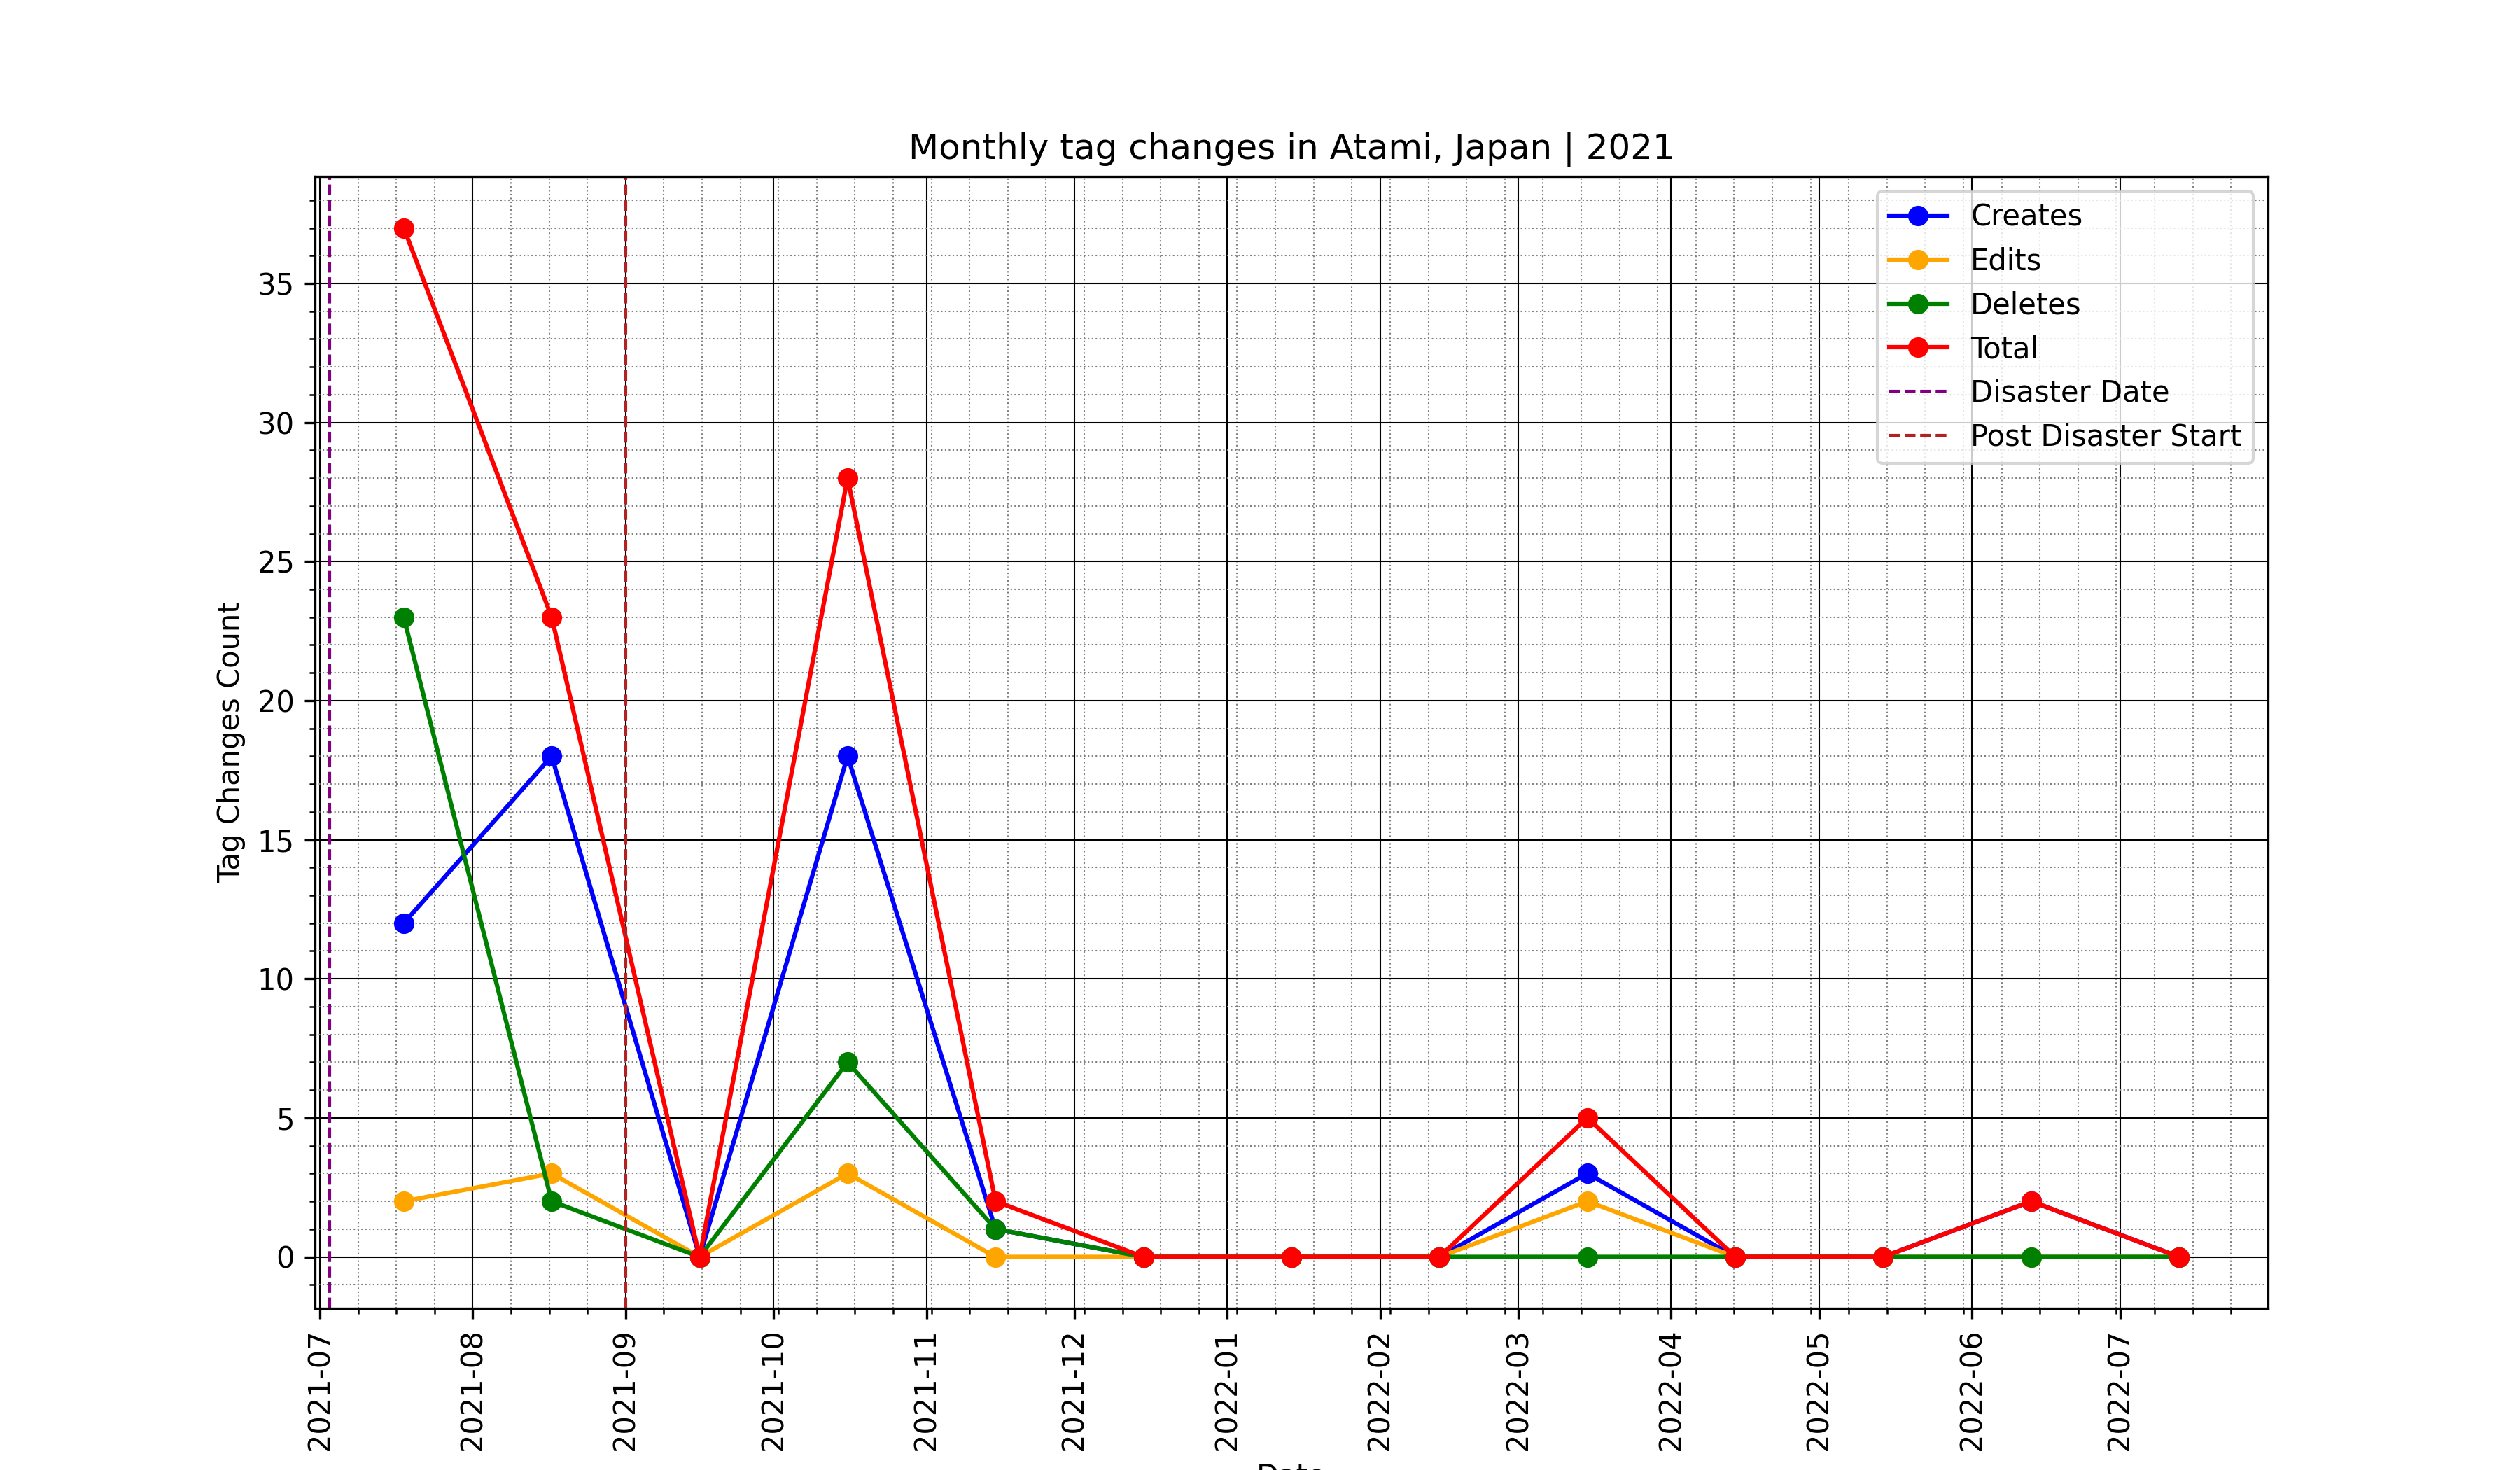 Monthly tag changes in Atami, Japan | 2021
Creates
Edits
Deletes
Total
Disaster Date
Post Disaster Start
Tag Changes Count
35
30
25
20
15
10
5
0
2021-07
2021-08
2021-09
2021-10
2021-11
2021-12
2022-01
2022-02
2022-03
2022-04
2022-05
2022-06
2022-07
Date